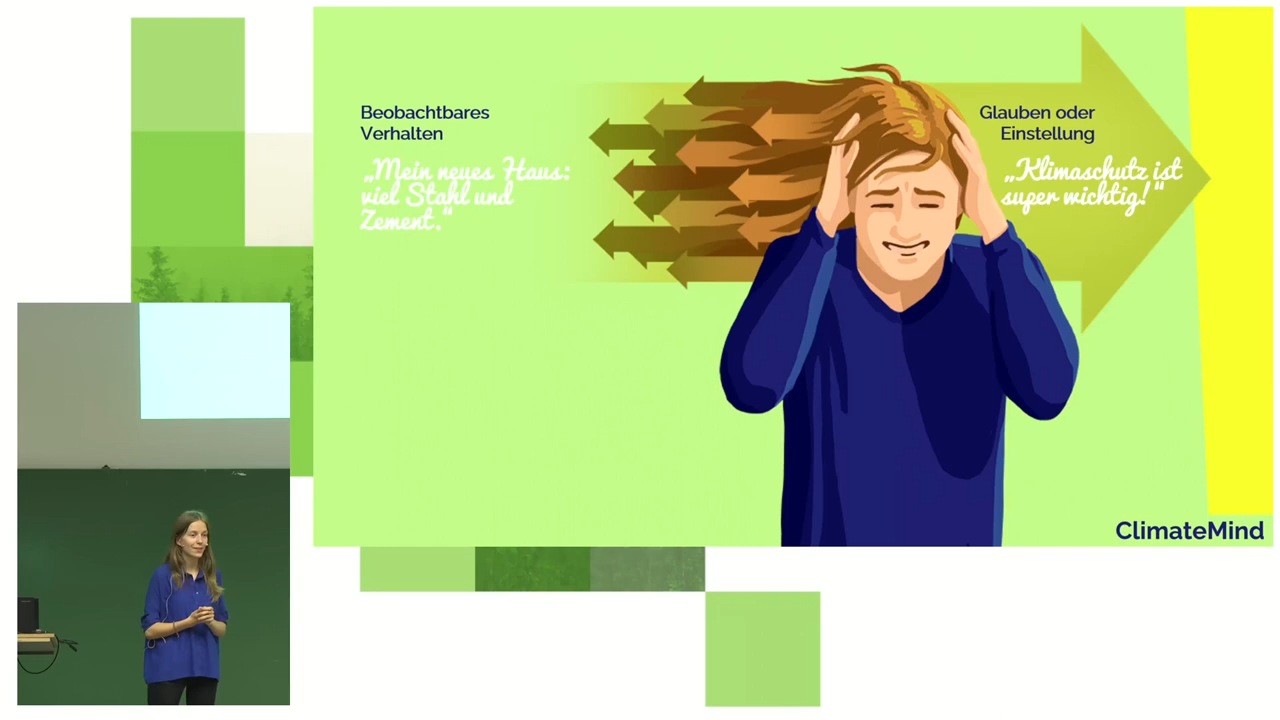 Beobachtbares
Verhalten
„Mein neues Haus:
viel Stahl und
Zement.“
Glauben oder
Einstellung
„Klimaschutz ist
super wichtig!“
ClimateMind